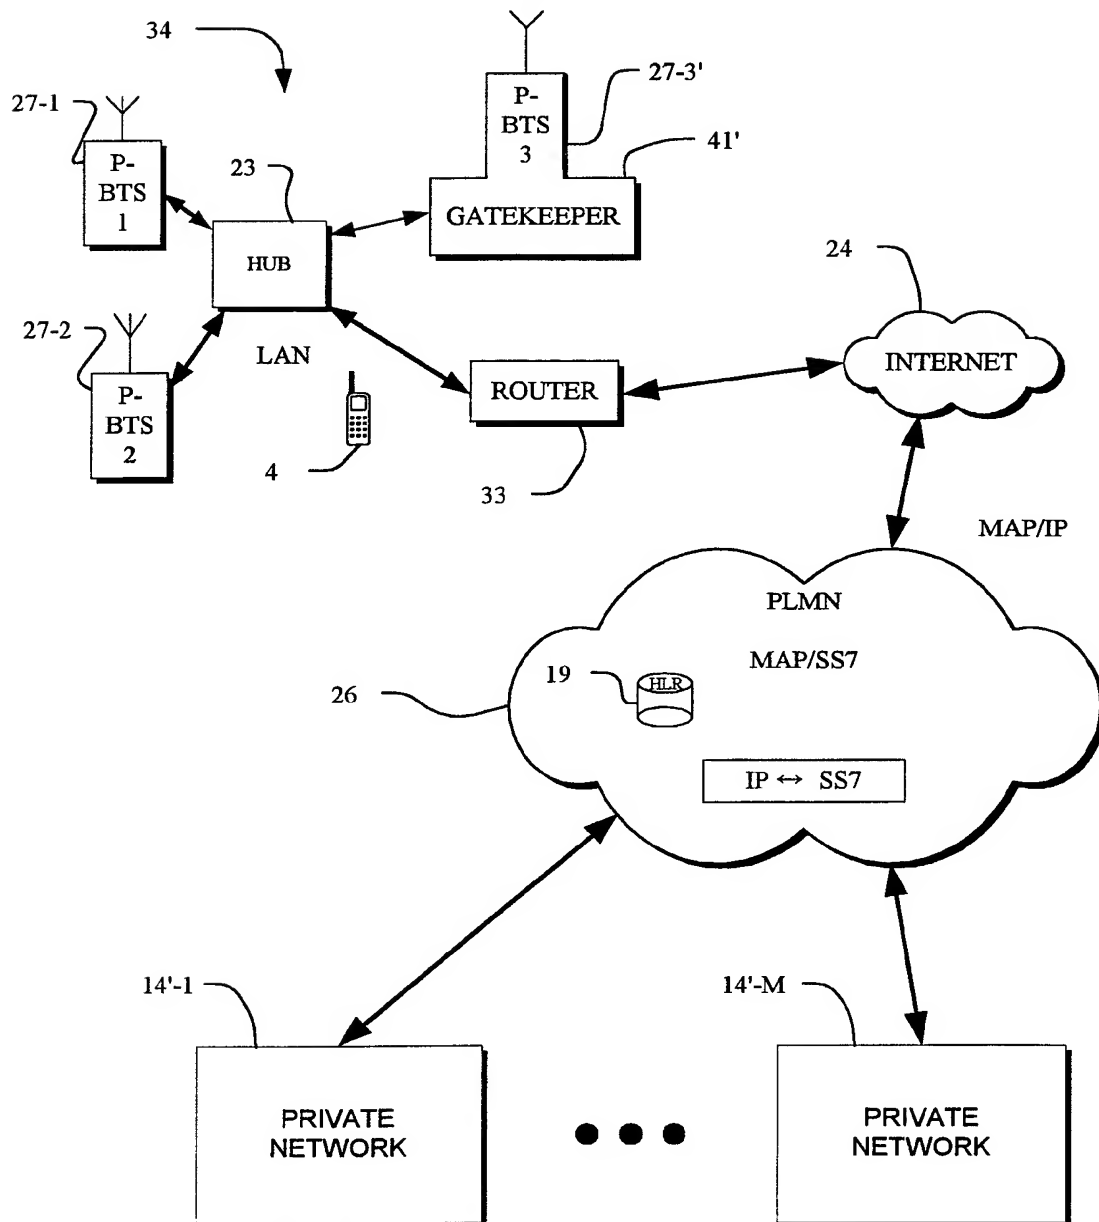 34
27-3'
27-1
P-
BTS
3
41'
P-
BTS
1
23
GATEKEEPER
HUB
24
27-2
LAN
INTERNET
P-
BTS
2
ROUTER
4
33
MAP/IP
PLMN
MAP/SS7
26
19
HLR
IP ↔ SS7
14'-1
14'-M
PRIVATE
NETWORK
PRIVATE
NETWORK